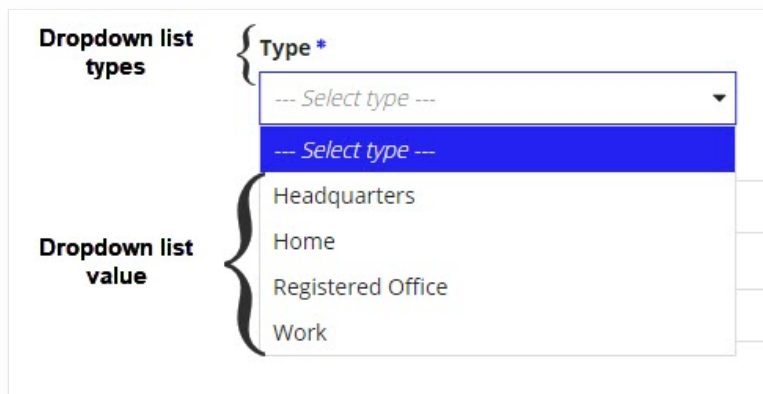 Dropdown list
types
Type *
--- Select type ---
--- Select type ---
Headquarters
Home
Dropdown list
value
Registered Office
Work